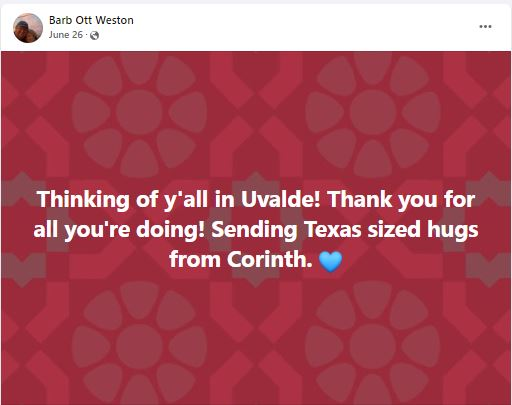 Barb Ott Weston
June 26 ·
Thinking of y'all in Uvalde! Thank you for
all you're doing! Sending Texas sized hugs
from Corinth. 💙